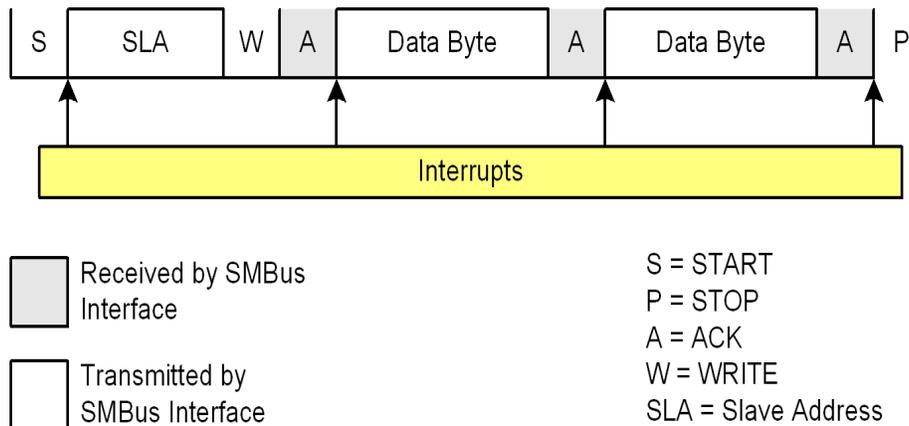 S SLA W A Data Byte A Data Byte A P
Interrupts
Received by SMBus
Interface
Transmitted by
SMBus Interface
S = START
P = STOP
A = ACK
W = WRITE
SLA = Slave Address